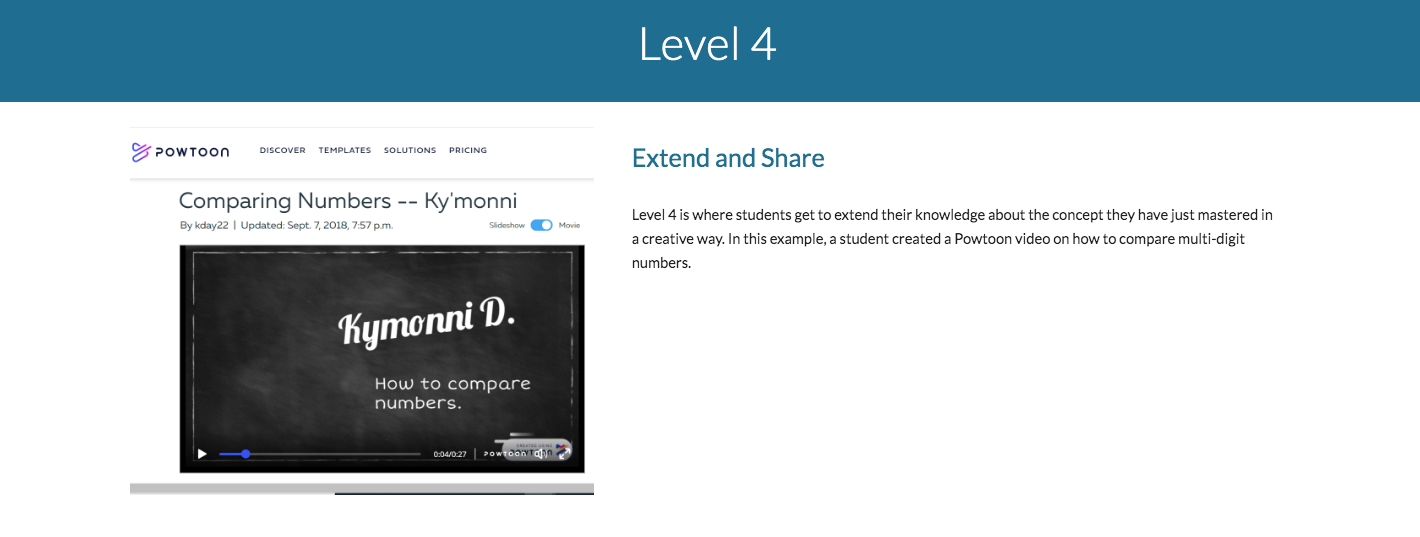 Level 4
POWTOON
DISCOVER TEMPLATES SOLUTIONS PRICING
Comparing Numbers -- Ky'monni
By kday22 | Updated: Sept. 7, 2018, 7:57 p.m.
Slideshow Movie
Kymonni D.
How to compare
numbers.
0:04/0:27 | POWTOON
CREATED USING
POWTOON
Extend and Share
Level 4 is where students get to extend their knowledge about the concept they have just mastered in
a creative way. In this example, a student created a Powtoon video on how to compare multi-digit
numbers.